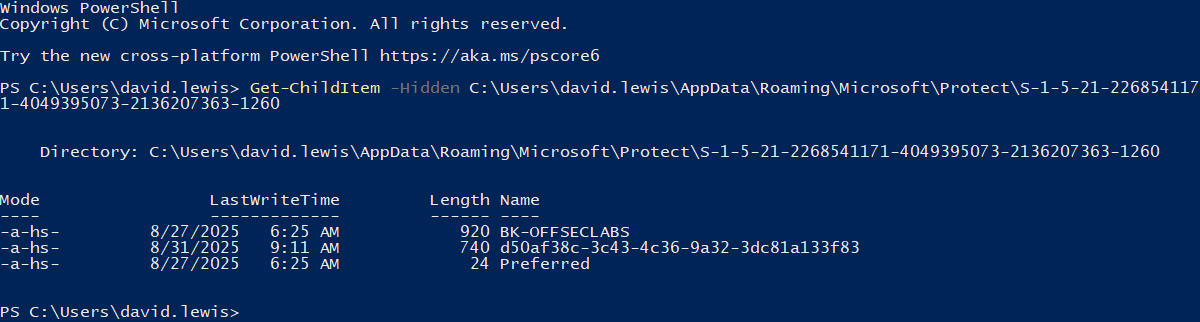 Windows PowerShell
Copyright (C) Microsoft Corporation. All rights reserved.
Try the new cross-platform PowerShell https://aka.ms/pscore6
PS C:\Users\david.lewis> Get-ChildItem -Hidden C:\Users\david.lewis\AppData\Roaming\Microsoft\Protect\S-1-5-21-226854117
1-4049395073-2136207363-1260
Directory: C:\Users\david.lewis\AppData\Roaming\Microsoft\Protect\S-1-5-21-2268541171-4049395073-2136207363-1260
Mode LastWriteTime Length Name
---- ------------- ------ ----
-a-hs- 8/27/2025 6:25 AM 920 BK-OFFSECLABS
-a-hs- 8/31/2025 9:11 AM 740 d50af38c-3c43-4c36-9a32-3dc81a133f83
-a-hs- 8/27/2025 6:25 AM 24 Preferred
PS C:\Users\david.lewis>